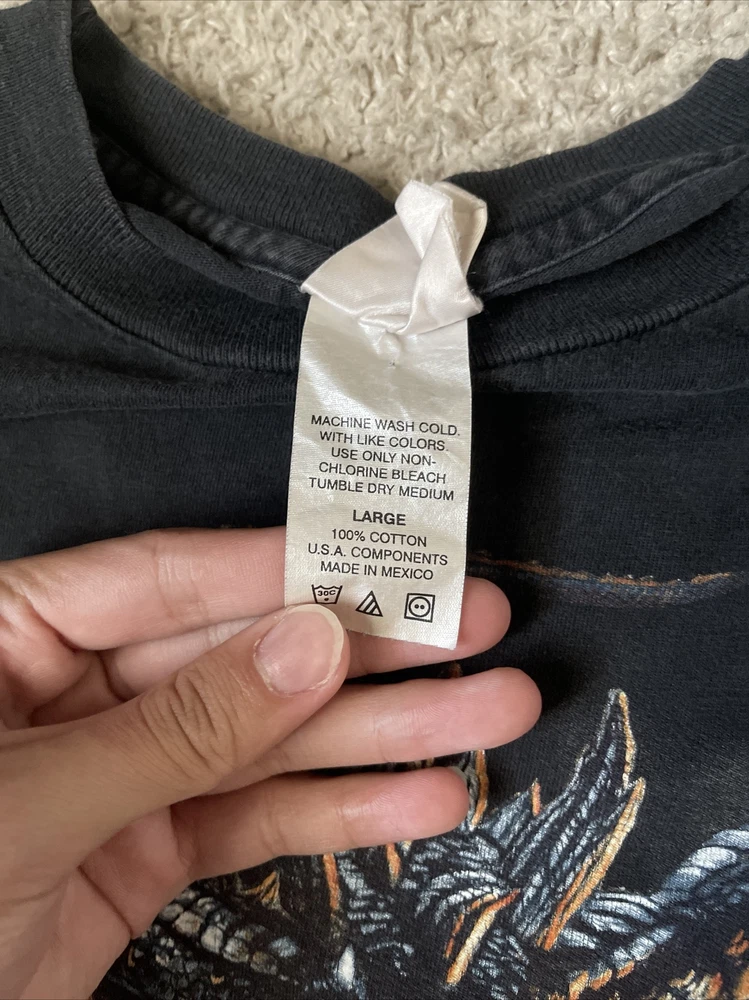 MACHINE WASH COLD.
WITH LIKE COLORS.
USE ONLY NON-
CHLORINE BLEACH
TUMBLE DRY MEDIUM
LARGE
100% COTTON
U.S.A. COMPONENTS
MADE IN MEXICO
30C